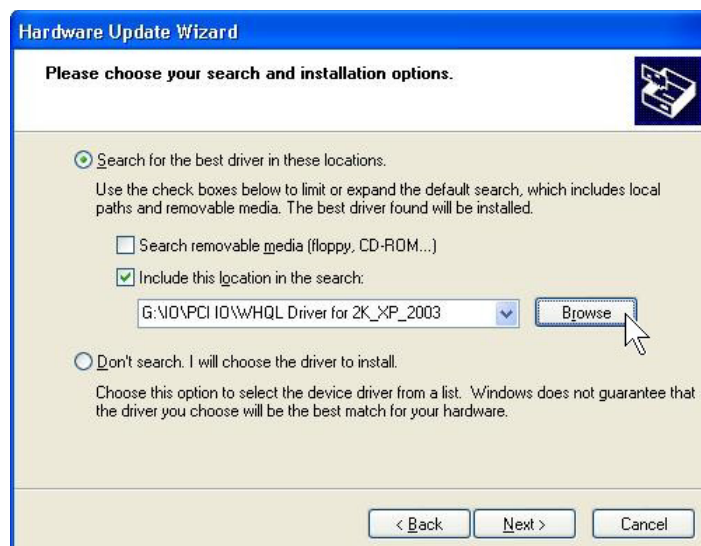 Hardware Update Wizard
Please choose your search and installation options.
Search for the best driver in these locations.
Use the check boxes below to limit or expand the default search, which includes local
paths and removable media. The best driver found will be installed.
Search removable media (floppy, CD-ROM...)
Include this location in the search:
G:\IO\PCI IO\WHQL Driver for 2K_XP_2003
Browse
Don't search. I will choose the driver to install.
Choose this option to select the device driver from a list. Windows does not guarantee that
the driver you choose will be the best match for your hardware.
< Back Next > Cancel